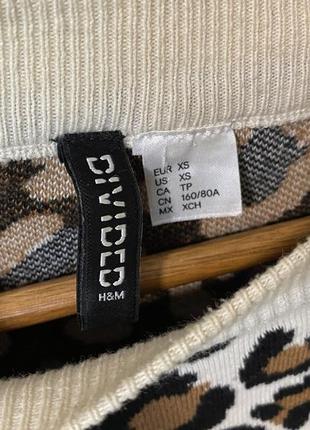 DIVIDED
H&M
EUR XS
US XS
CA TP
CN 160/80A
MX XCH